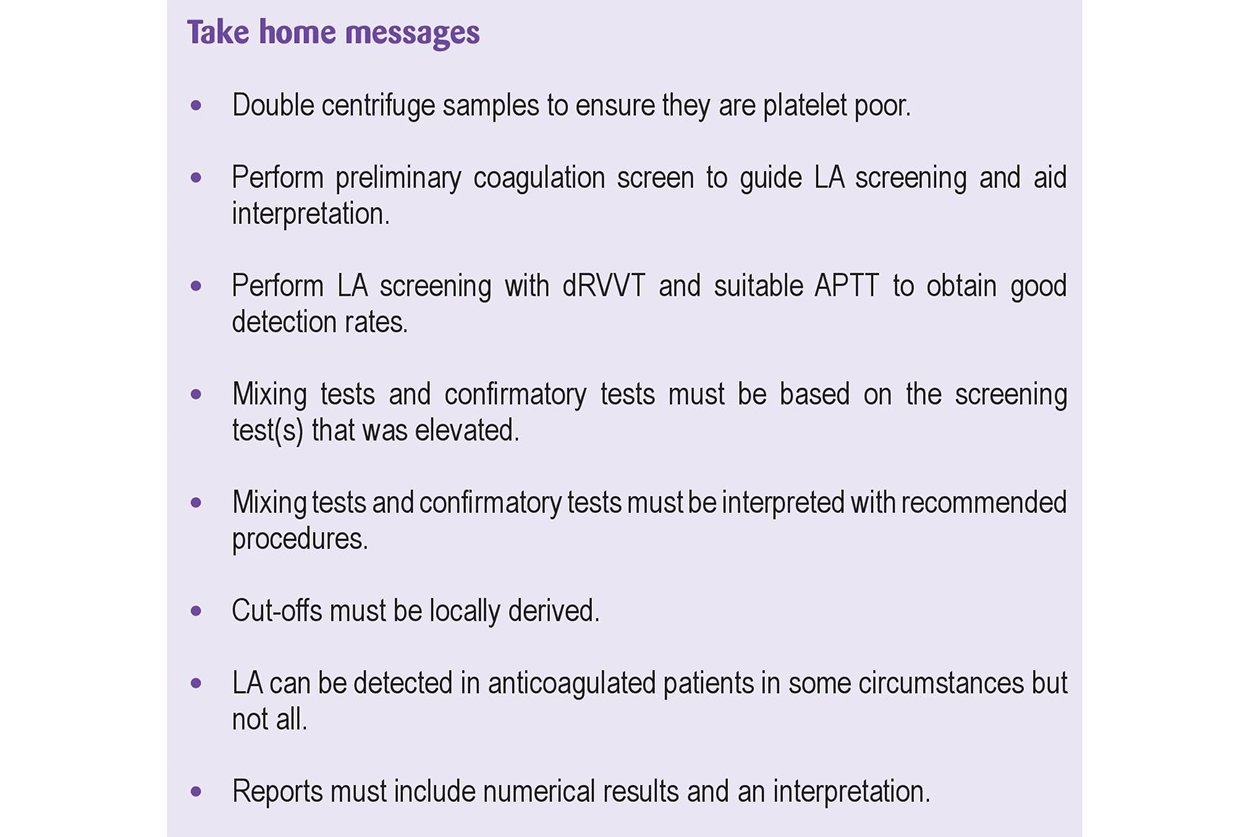 Take home messages
• Double centrifuge samples to ensure they are platelet poor.
• Perform preliminary coagulation screen to guide LA screening and aid
interpretation.
• Perform LA screening with dRVVT and suitable APTT to obtain good
detection rates.
• Mixing tests and confirmatory tests must be based on the screening
test(s) that was elevated.
• Mixing tests and confirmatory tests must be interpreted with recommended
procedures.
• Cut-offs must be locally derived.
• LA can be detected in anticoagulated patients in some circumstances but
not all.
• Reports must include numerical results and an interpretation.